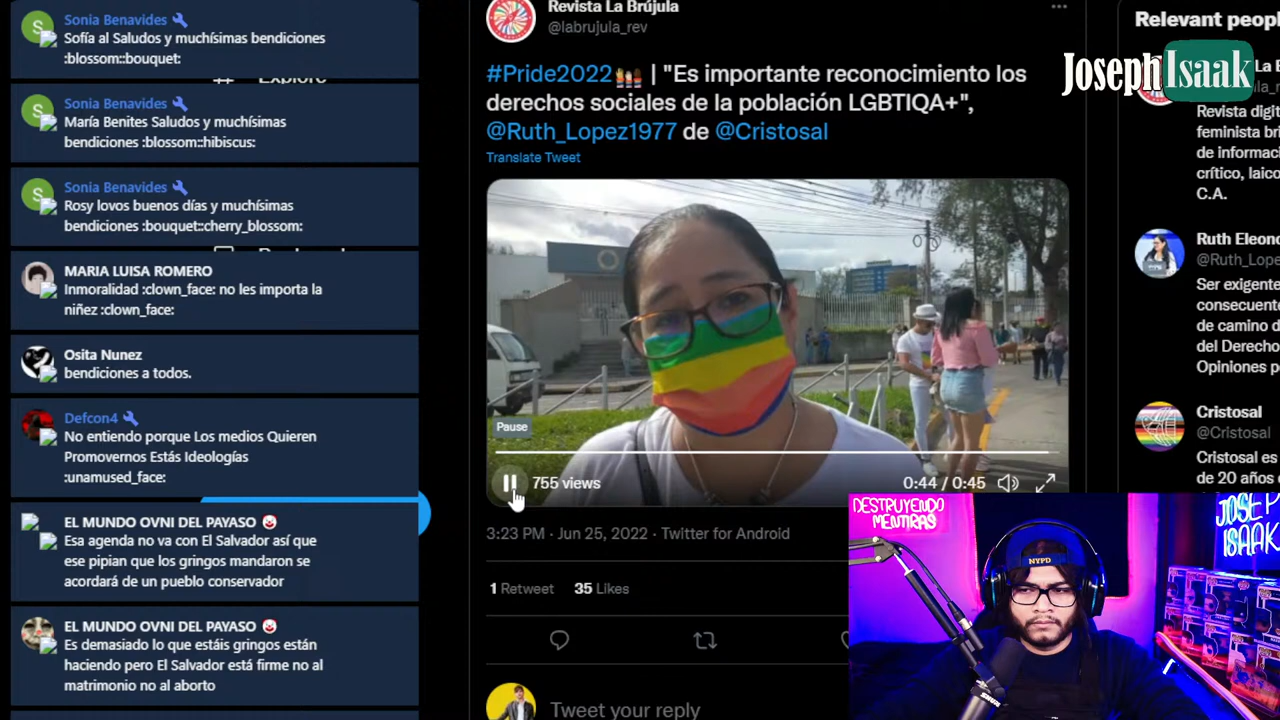 Sonia Benavides
Sofía al Saludos y muchísimas bendiciones
:blossom::bouquet:
Sonia Benavides
María Benites Saludos y muchísimas
bendiciones :blossom::hibiscus:
Sonia Benavides
Rosy lovos buenos días y muchísimas
bendiciones :bouquet::cherry_blossom:
MARIA LUISA ROMERO
Inmoralidad :clown_face: no les importa la
niñez :clown_face:
Osita Nunez
bendiciones a todos.
Defcon4
No entiendo porque Los medios Quieren
Promovernos Estás Ideologías
:unamused_face:
EL MUNDO OVNI DEL PAYASO 🤡
Esa agenda no va con El Salvador así que
ese pipian que los gringos mandaron se
acordará de un pueblo conservador
EL MUNDO OVNI DEL PAYASO 🤡
Es demasiado lo que estáis gringos están
haciendo pero El Salvador está firme no al
matrimonio no al aborto
Explore
Revista La Brújula
@labrujula_rev
#Pride2022 | "Es importante reconocimiento los
derechos sociales de la población LGBTIQA+",
@Ruth_Lopez1977 de @Cristosal
Translate Tweet
Pause
755 views
0:44 / 0:45
3:23 PM · Jun 25, 2022 · Twitter for Android
1 Retweet 35 Likes
Tweet your reply
Relevant peopl
JosephIsaak
Revista digit
feminista bri
de informaci
crítico, laico
C.A.
Ruth Eleono
@Ruth_Lope
Ser exigente
consecuent
de camino d
del Derecho
Opiniones p
Cristosal
@Cristosal
Cristosal es
de 20 años
DESTRUYENDO
MENTIRAS
NYPD
JOSEP
ISAAK